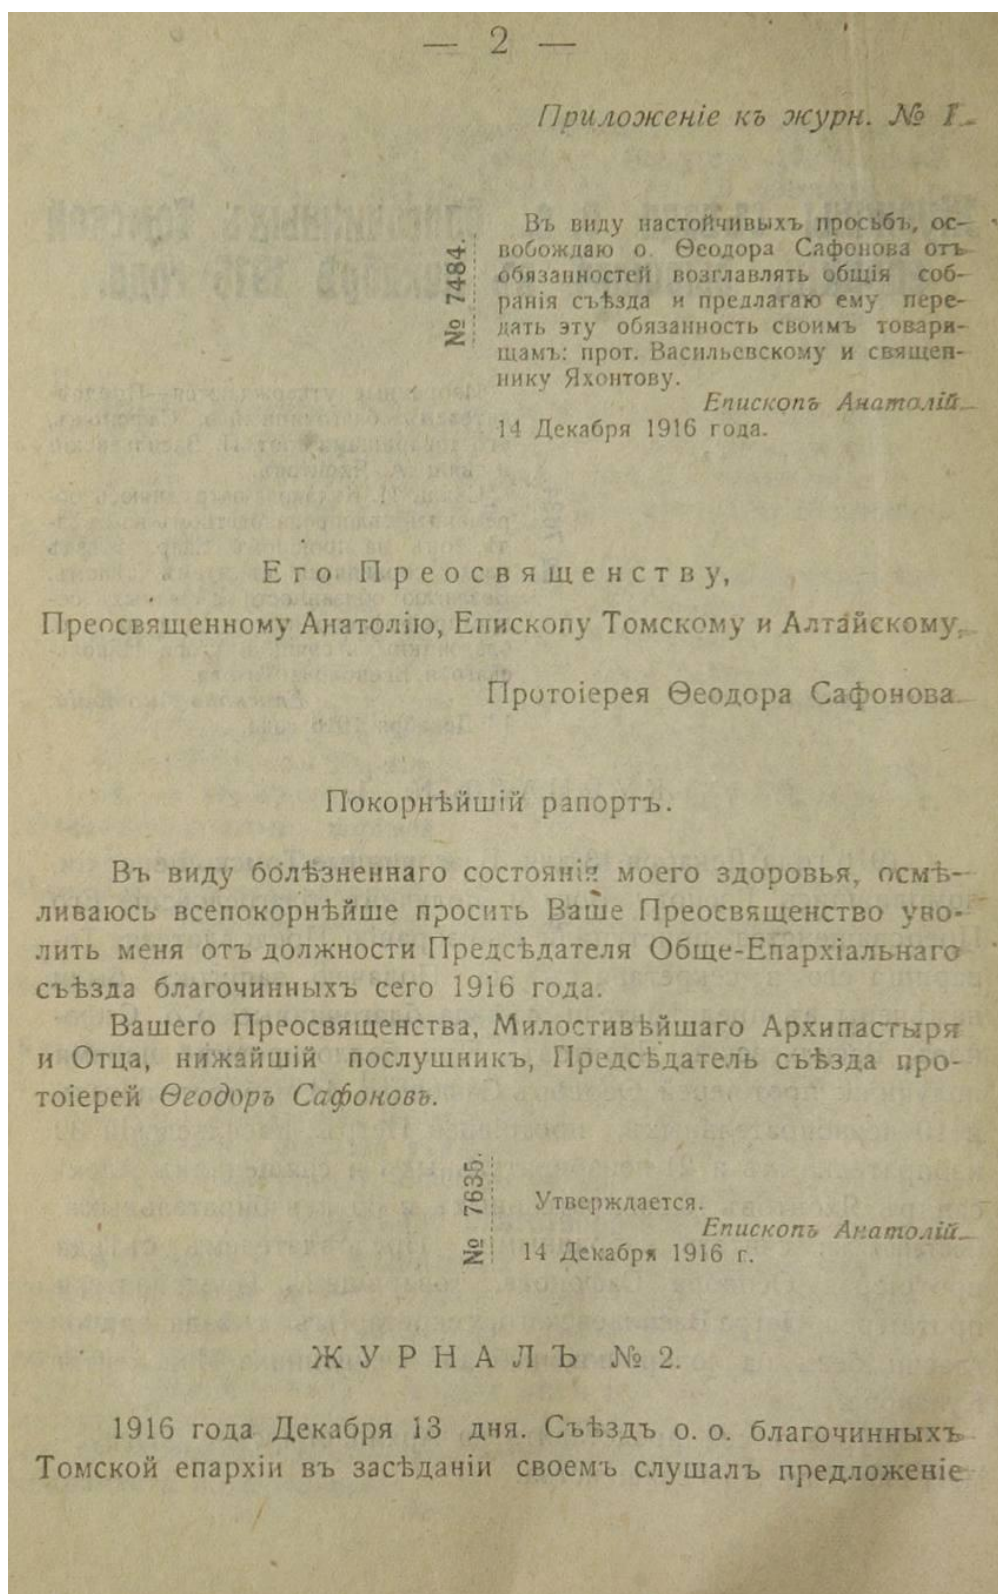 — 2 —
Приложеніе къ журн. № 1.
№ 7484.
Въ виду настойчивыхъ просьбъ, ос-
вобождаю о. Ѳеодора Сафонова отъ
обязанностей возглавлять общія соб-
ранія съѣзда и предлагаю ему пере-
дать эту обязанность своимъ товари-
щамъ: прот. Васильевскому и священ-
нику Яхонтову.
Епископъ Анатолій.
14 Декабря 1916 года.
Его Преосвященству,
Преосвященному Анатолію, Епископу Томскому и Алтайскому,
Протоіерея Ѳеодора Сафонова.
Покорнѣйшій рапортъ.
Въ виду болѣзненнаго состоянія моего здоровья, осмѣ-
ливаюсь всепокорнѣйше просить Ваше Преосвященство уво-
лить меня отъ должности Предсѣдателя Обще-Епархіальнаго
съѣзда благочинныхъ сего 1916 года.
Вашего Преосвященства, Милостивѣйшаго Архипастыря
и Отца, нижайшій послушникъ, Предсѣдатель съѣзда про-
тоіерей Ѳеодоръ Сафоновъ.
№ 7635.
Утверждается.
Епископъ Анатолій.
14 Декабря 1916 г.
ЖУРНАЛЪ № 2.
1916 года Декабря 13 дня. Съѣздъ о. о. благочинныхъ
Томской епархіи въ засѣданіи своемъ слушалъ предложеніе